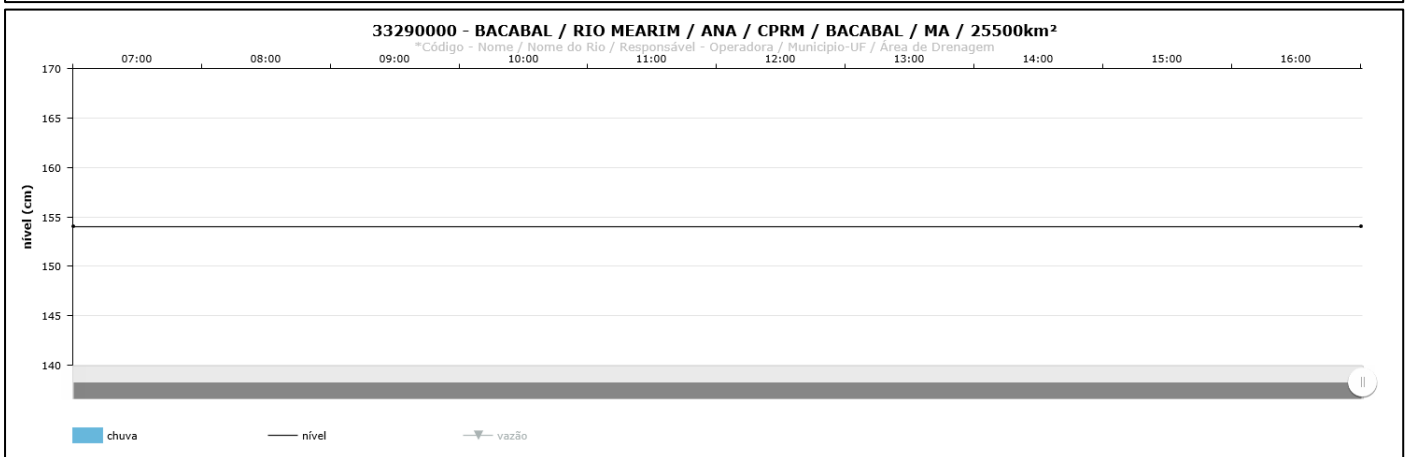 33290000 - BACABAL / RIO MEARIM / ANA / CPRM / BACABAL / MA / 25500km²
*Código - Nome / Nome do Rio / Responsável - Operadora / Municipio-UF / Área de Drenagem
07:00 08:00 09:00 10:00 11:00 12:00 13:00 14:00 15:00 16:00
170
165
160
155
150
145
140
nível (cm)
chuva nível vazão